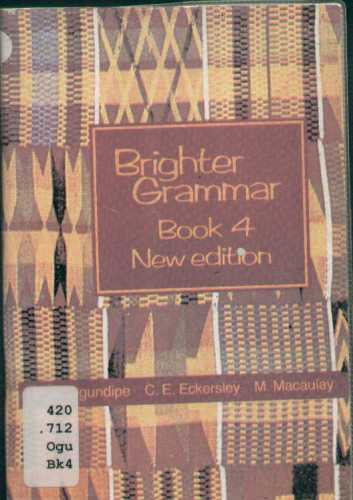 Brighter
Grammar
Book 4
New edition
gundipe C. E. Eckersley M. Macaulay
420
.712
Ogu
Bk4